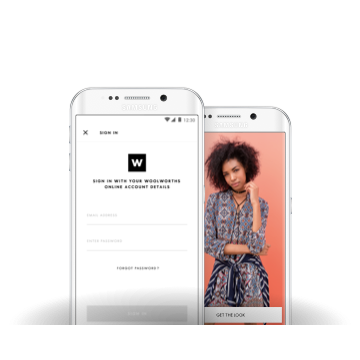 SAMSUNG
12:30
SIGN IN
W
SIGN IN WITH YOUR WOOLWORTHS
ONLINE ACCOUNT DETAILS
EMAIL ADDRESS
ENTER PASSWORD
FORGOT PASSWORD?
SIGN IN
GET THE LOOK